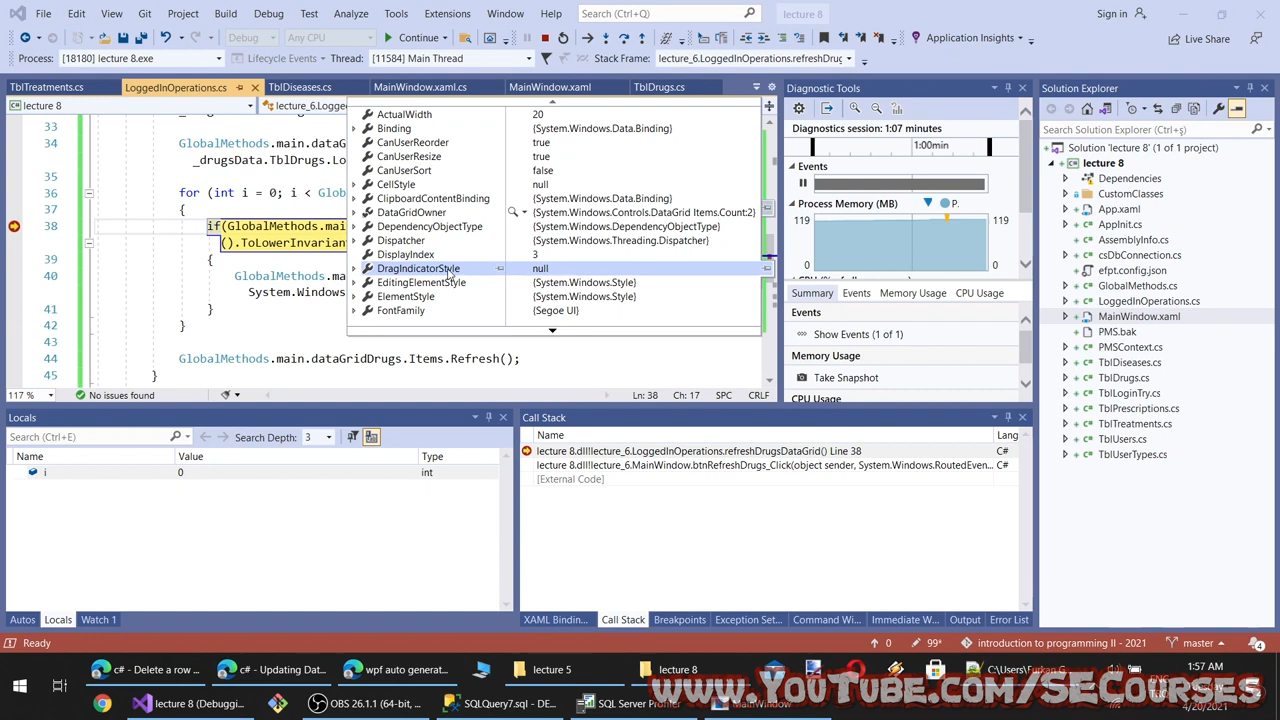 File Edit View Git Project Build Debug Test Analyze Tools Extensions Window Help Search (Ctrl+Q) lecture 8 Sign in
Debug Any CPU Continue Application Insights Live Share
Process: [18180] lecture 8.exe Lifecycle Events Thread: [11584] Main Thread Stack Frame: lecture_6.LoggedInOperations.refreshDrugs
TblTreatments.cs LoggedInOperations.cs TblDiseases.cs MainWindow.xaml.cs MainWindow.xaml TblDrugs.cs
lecture 8 lecture_6.Logged
33
34 GlobalMethods.main.dataG
_drugsData.TblDrugs.Lo
35
36 for (int i = 0; i <
37 {
38 if(GlobalMethods.mai
().ToLowerInvariant
39 {
40 GlobalMethods.ma
System.Windows
41 }
42 }
43
44 GlobalMethods.main.dataGridDrugs.Items.Refresh();
45 }
ActualWidth 20
Binding {System.Windows.Data.Binding}
CanUserReorder true
CanUserResize true
CanUserSort false
CellStyle null
ClipboardContentBinding {System.Windows.Data.Binding}
DataGridOwner {System.Windows.Controls.DataGrid Items.Count:2}
DependencyObjectType {System.Windows.DependencyObjectType}
Dispatcher {System.Windows.Threading.Dispatcher}
DisplayIndex 3
DragIndicatorStyle null
EditingElementStyle {System.Windows.Style}
ElementStyle {System.Windows.Style}
FontFamily {Segoe UI}
117 % No issues found Ln: 38 Ch: 17 SPC CRLF
Diagnostic Tools
Diagnostics session: 1:07 minutes
1:00min
Events
Process Memory (MB) P.
119 119
0 0
Summary Events Memory Usage CPU Usage
Events
Show Events (1 of 1)
Memory Usage
Take Snapshot
CPU Usage
Solution Explorer
Search Solution Explorer (Ctrl+ş)
Solution 'lecture 8' (1 of 1 project)
lecture 8
Dependencies
CustomClasses
App.xaml
AppInit.cs
AssemblyInfo.cs
csDbConnection.cs
efpt.config.json
GlobalMethods.cs
LoggedInOperations.cs
MainWindow.xaml
PMS.bak
PMSContext.cs
TblDiseases.cs
TblDrugs.cs
TblLoginTry.cs
TblPrescriptions.cs
TblTreatments.cs
TblUsers.cs
TblUserTypes.cs
Locals
Search (Ctrl+E) Search Depth: 3
Name Value Type
i 0 int
Autos Locals Watch 1
Call Stack
Name Lang
lecture 8.dll!lecture_6.LoggedInOperations.refreshDrugsDataGrid() Line 38 C#
lecture 8.dll!lecture_6.MainWindow.btnRefreshDrugs_Click(object sender, System.Windows.RoutedEven... C#
[External Code]
XAML Bindin... Call Stack Breakpoints Exception Set... Command Wi... Immediate W... Output Error List
Ready 0 99* introduction to programming II - 2021 master 4
c# - Delete a row ... c# - Updating Dat... wpf auto generat... lecture 5 lecture 8 C:\Users\Furkan G... 1:57 AM
lecture 8 (Debuggi... OBS 26.1.1 (64-bit, ... SQLQuery7.sql - DE... SQL Server Profiler MainWindow 4/20/2021
www.YouTube.com/SECourses